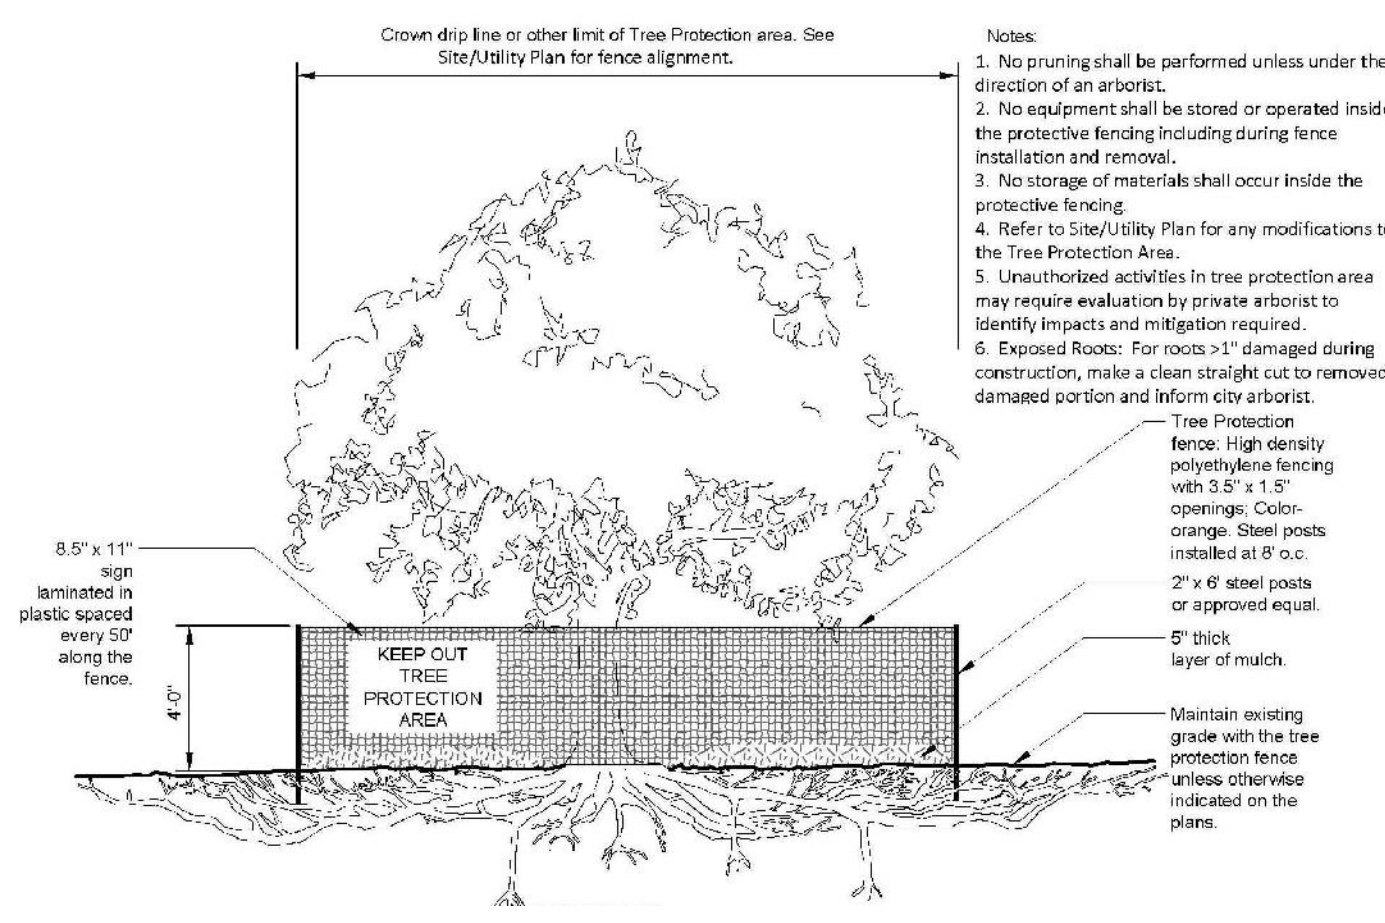 Crown drip line or other limit of Tree Protection area. See
Site/Utility Plan for fence alignment.
Notes:
1. No pruning shall be performed unless under the
direction of an arborist.
2. No equipment shall be stored or operated inside
the protective fencing including during fence
installation and removal.
3. No storage of materials shall occur inside the
protective fencing.
4. Refer to Site/Utility Plan for any modifications to
the Tree Protection Area.
5. Unauthorized activities in tree protection area
may require evaluation by private arborist to
identify impacts and mitigation required.
6. Exposed Roots: For roots >1" damaged during
construction, make a clean straight cut to removed
damaged portion and inform city arborist.
Tree Protection
fence: High density
polyethylene fencing
with 3.5" x 1.5"
openings; Color-
orange. Steel posts
installed at 8' o.c.
2" x 6' steel posts
or approved equal.
5" thick
layer of mulch.
Maintain existing
grade with the tree
protection fence
unless otherwise
indicated on the
plans.
8.5" x 11"
sign
laminated in
plastic spaced
every 50'
along the
fence.
4'-0"
KEEP OUT
TREE
PROTECTION
AREA